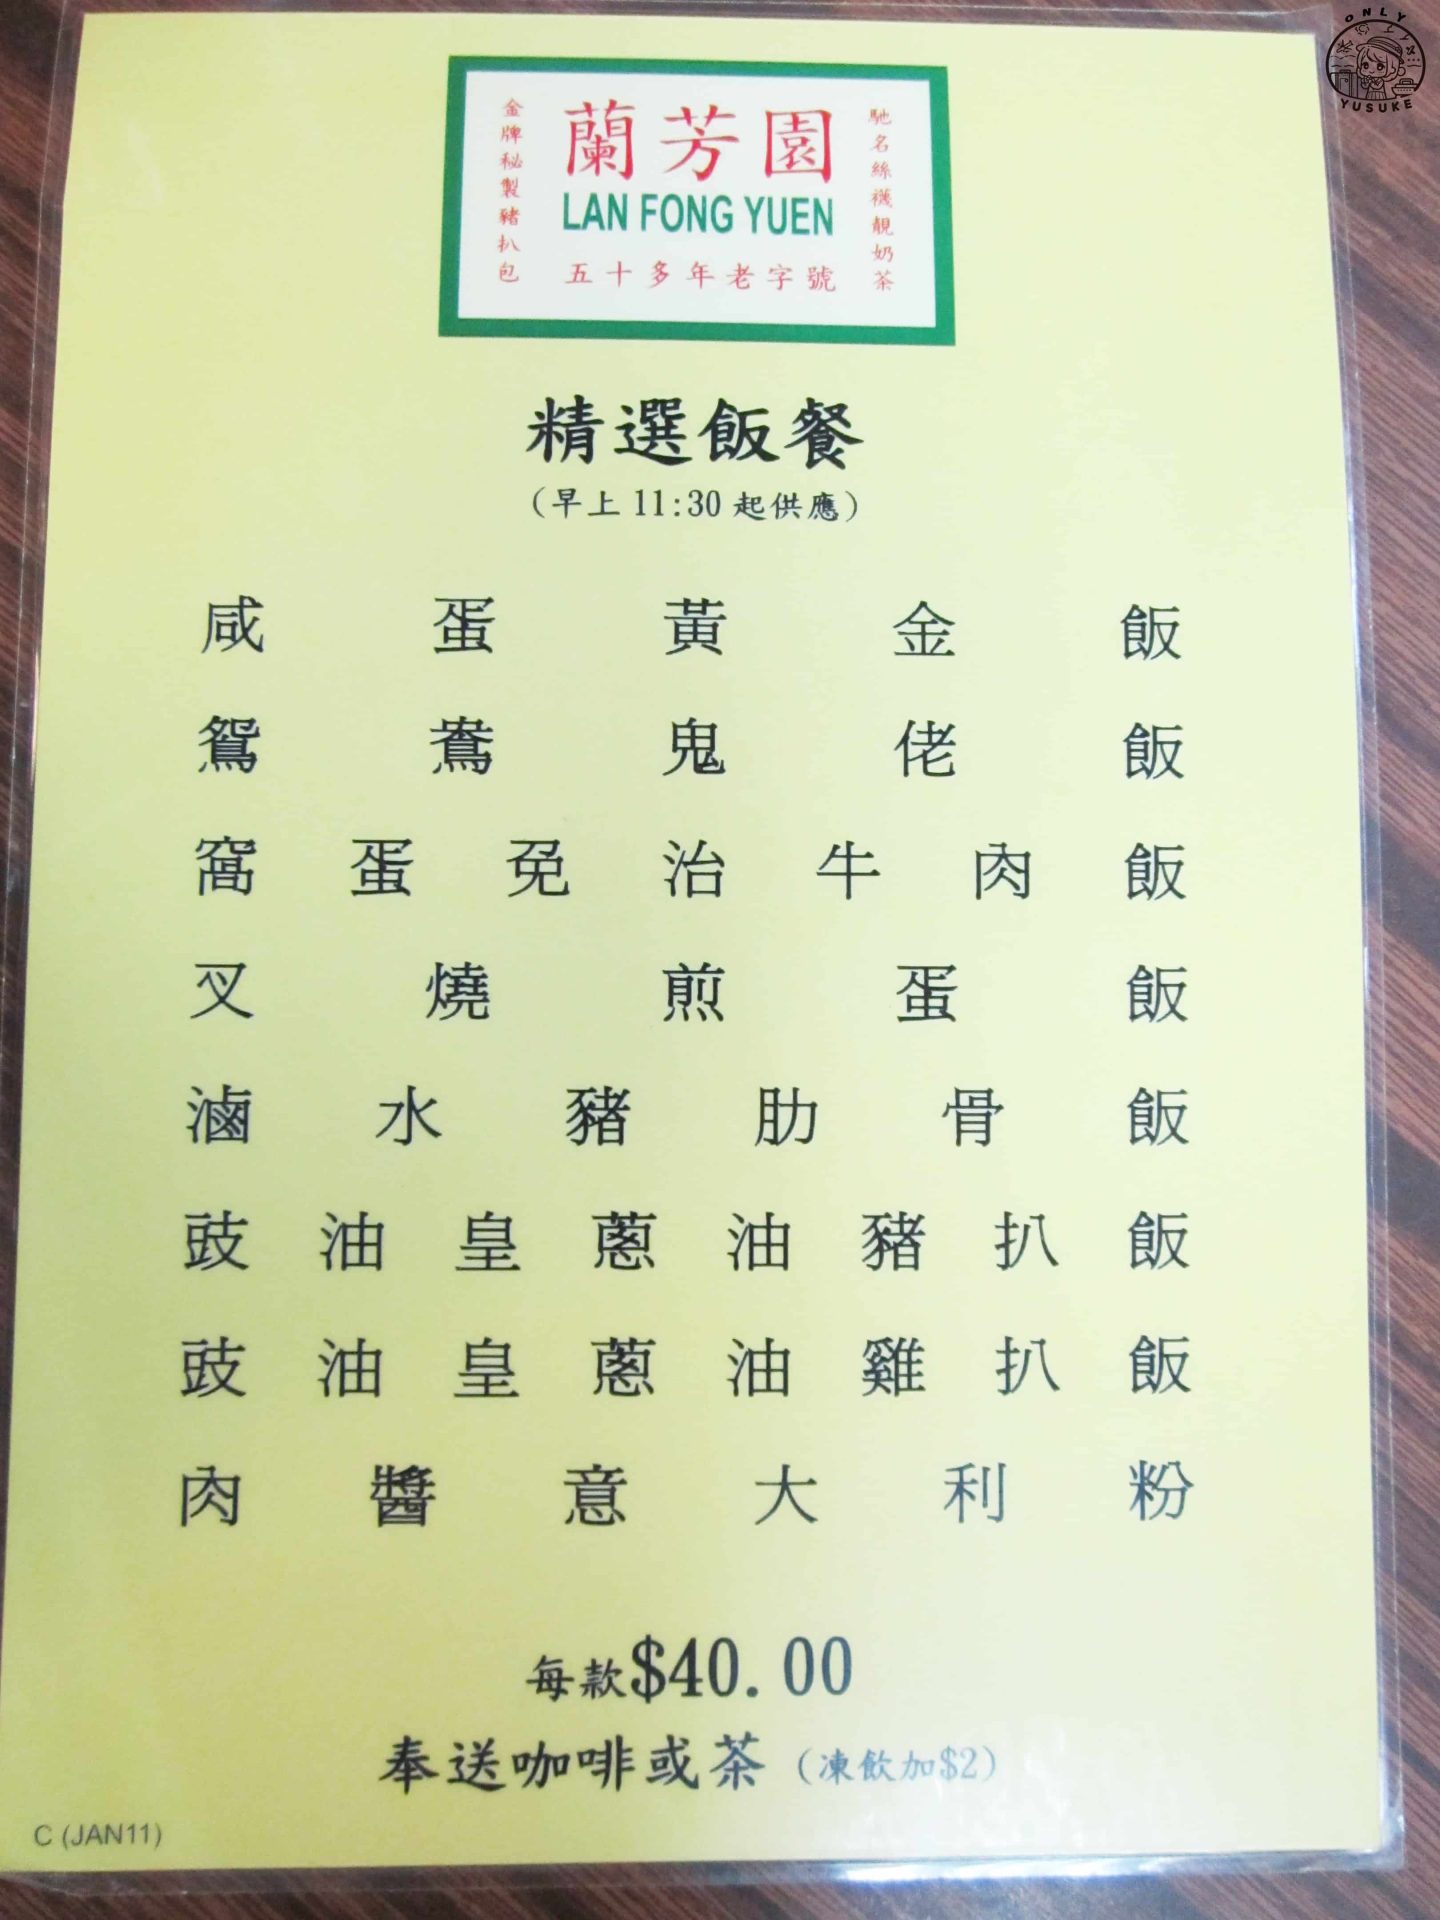 ONLY
YUSUKE
金牌秘製豬扒包
蘭芳園
LAN FONG YUEN
五十多年老字號
馳名絲襪靚奶茶
精選飯餐
(早上 11:30 起供應)
咸蛋黃金飯
鴛鴦鬼佬飯
窩蛋免治牛肉飯
叉燒煎蛋飯
滷水豬肋骨飯
豉油皇蔥油豬扒飯
豉油皇蔥油雞扒飯
肉醬意大利粉
每款$40.00
奉送咖啡或茶 (凍飲加$2)
C (JAN11)